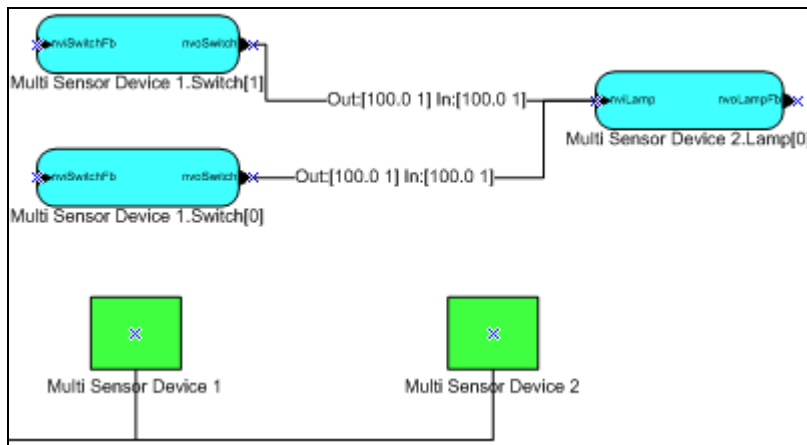 nviSwitchFb nvoSwitch
Multi Sensor Device 1.Switch[1]
Out:[100.0 1] In:[100.0 1]
nviLamp nvoLampFb
Multi Sensor Device 2.Lamp[0]
nviSwitchFb nvoSwitch
Out:[100.0 1] In:[100.0 1]
Multi Sensor Device 1.Switch[0]
Multi Sensor Device 1
Multi Sensor Device 2